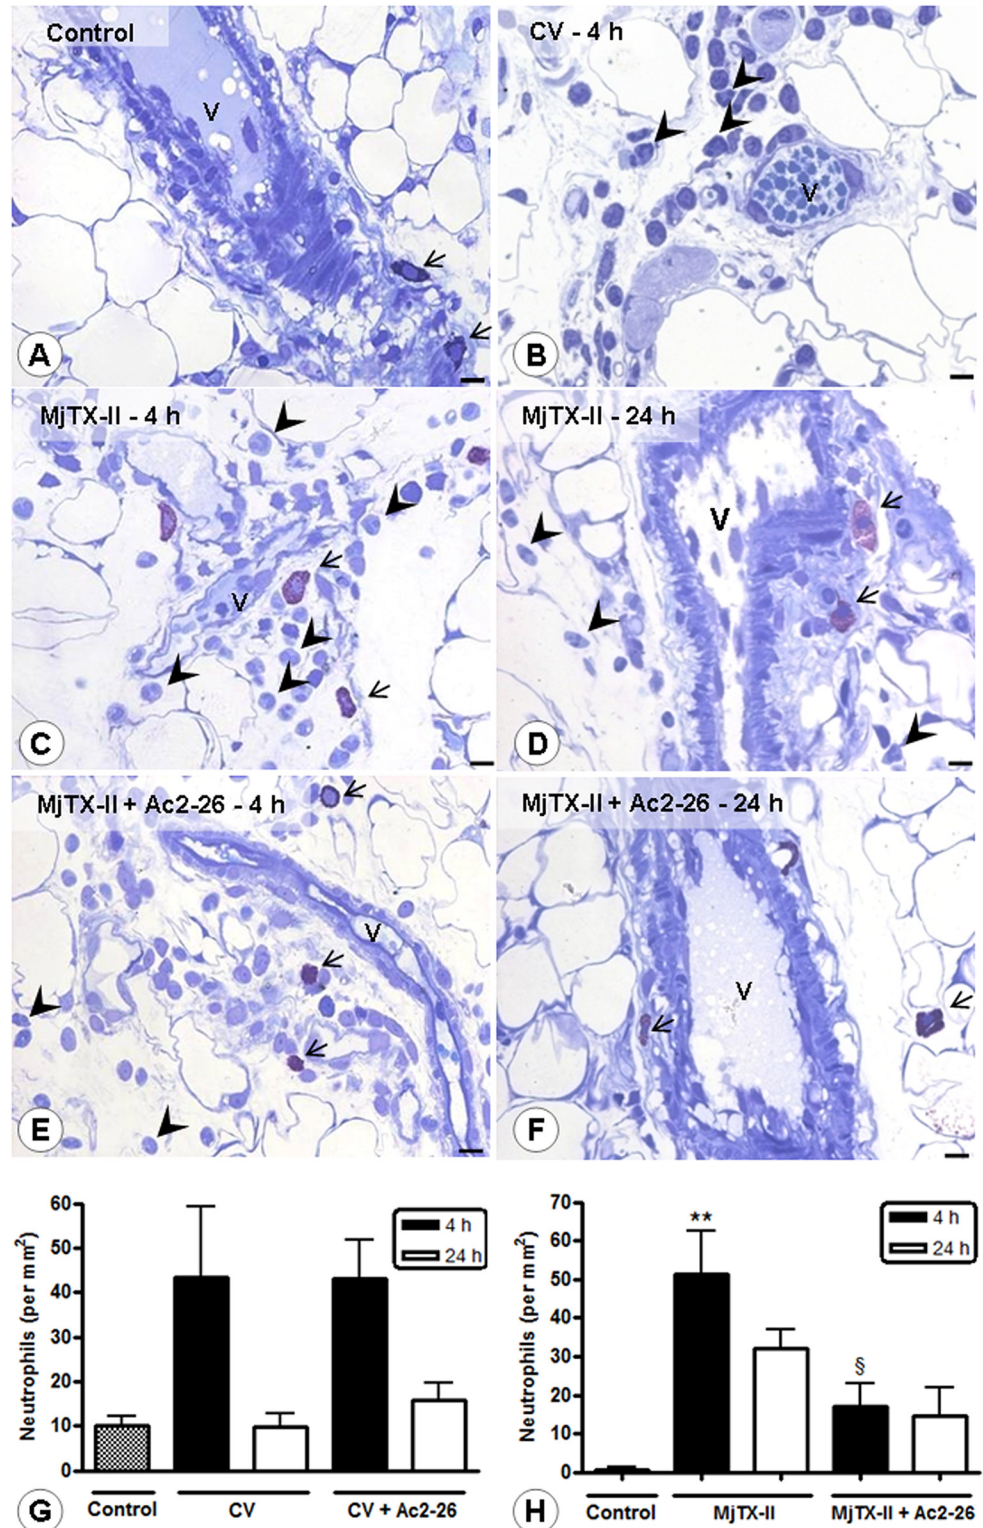 Control
V
A
CV - 4 h
V
B
MjTX-II - 4 h
V
C
MjTX-II - 24 h
V
D
MjTX-II + Ac2-26 - 4 h
V
E
MjTX-II + Ac2-26 - 24 h
V
F
Neutrophils (per mm²)
60
50
40
30
20
10
0
4 h
24 h
Control
CV
CV + Ac2-26
G
Neutrophils (per mm²)
70
60
50
40
30
20
10
0
**
§
4 h
24 h
Control
MjTX-II
MjTX-II + Ac2-26
H